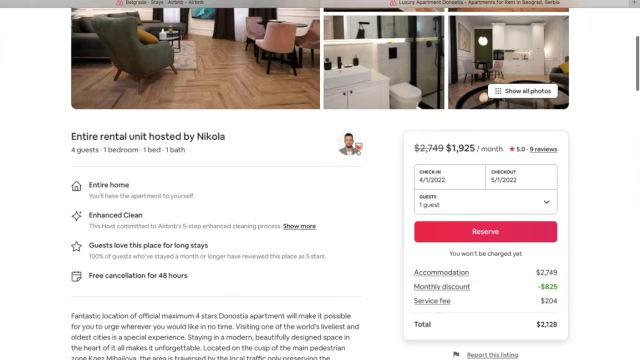 Belgrade · Stays · Airbnb - Airbnb
Luxury Apartment Donostia - Apartments for Rent in Beograd, Serbia
Show all photos
Entire rental unit hosted by Nikola
4 guests · 1 bedroom · 1 bed · 1 bath
Entire home
You'll have the apartment to yourself.
Enhanced Clean
This Host committed to Airbnb's 5-step enhanced cleaning process. Show more
Guests love this place for long stays
100% of guests who've stayed a month or longer have reviewed this place as 5 stars.
Free cancellation for 48 hours
Fantastic location of official maximum 4 stars Donostia apartment will make it possible
for you to urge wherever you would like in no time. Visiting one of the world's liveliest and
oldest cities is a special experience. Staying in a modern, beautifully designed space in
the heart of it all makes it unforgettable. Located on the cusp of the main pedestrian
zone Knez Mihajlova, the area is traversed by the local traffic only preserving the
$2,749 $1,925 / month
5.0 · 9 reviews
CHECK-IN
4/1/2022
CHECKOUT
5/1/2022
GUESTS
1 guest
Reserve
You won't be charged yet
Accommodation $2,749
Monthly discount -$825
Service fee $204
Total $2,128
Report this listing